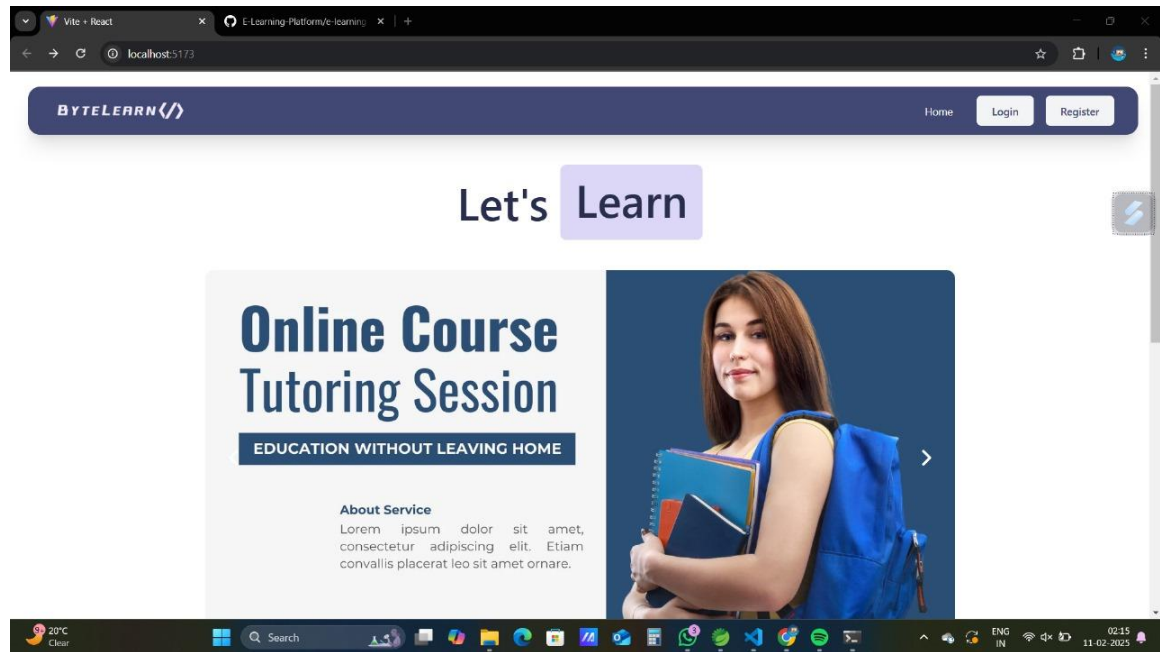 Vite + React
E-Learning-Platform/e-learning
localhost:5173
BYTELEARN</>
Home
Login
Register
Let's Learn
Online Course
Tutoring Session
EDUCATION WITHOUT LEAVING HOME
About Service
Lorem ipsum dolor sit amet,
consectetur adipiscing elit. Etiam
convallis placerat leo sit amet ornare.
20°C
Clear
Search
ENG
IN
02:15
11-02-2025